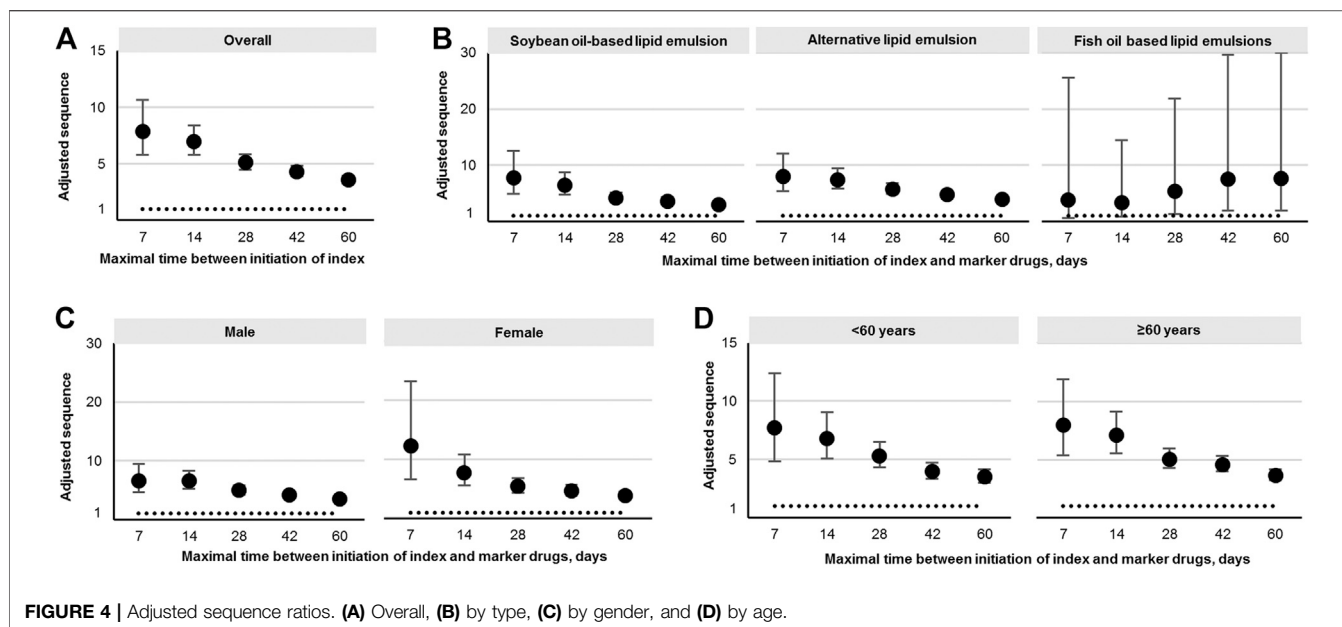 A
Overall
15
10
5
1
Adjusted sequence
7 14 28 42 60
Maximal time between initiation of index
B
Soybean oil-based lipid emulsion
Alternative lipid emulsion
Fish oil based lipid emulsions
30
20
10
1
Adjusted sequence
7 14 28 42 60
7 14 28 42 60
7 14 28 42 60
Maximal time between initiation of index and marker drugs, days
C
Male
Female
30
20
10
1
Adjusted sequence
7 14 28 42 60
7 14 28 42 60
Maximal time between initiation of index and marker drugs, days
D
<60 years
≥60 years
15
10
5
1
Adjusted sequence
7 14 28 42 60
7 14 28 42 60
Maximal time between initiation of index and marker drugs, days
FIGURE 4 | Adjusted sequence ratios. (A) Overall, (B) by type, (C) by gender, and (D) by age.